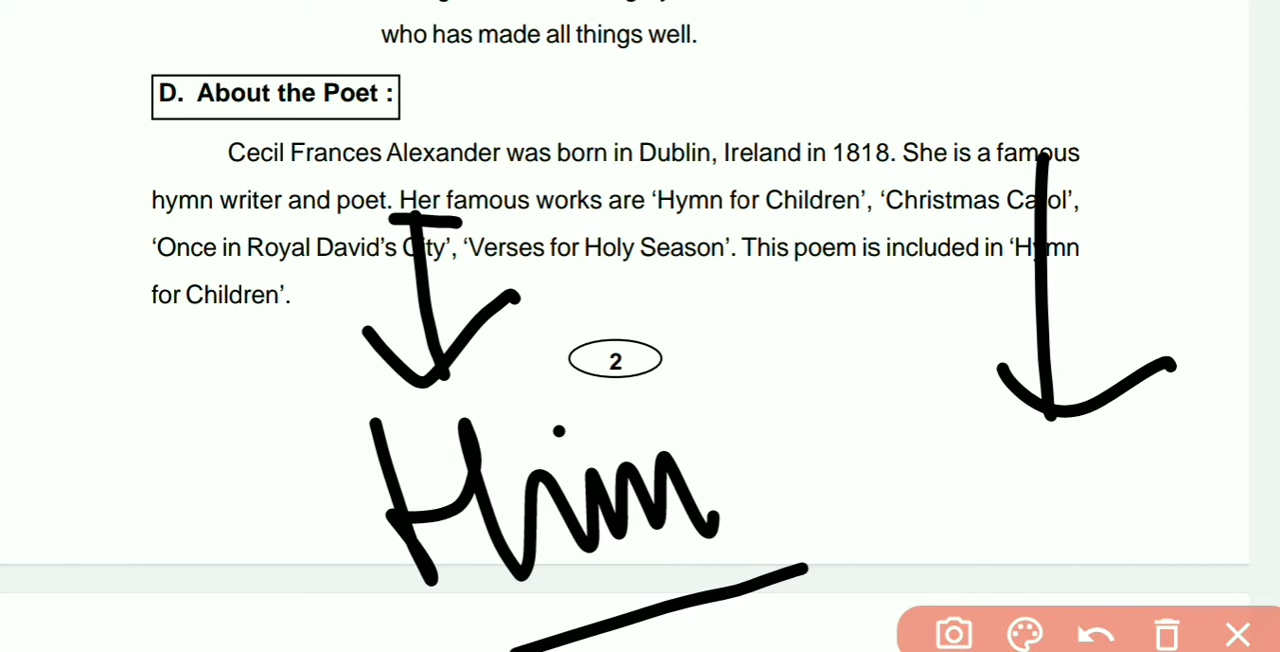 who has made all things well.
D. About the Poet :
Cecil Frances Alexander was born in Dublin, Ireland in 1818. She is a famous
hymn writer and poet. Her famous works are ‘Hymn for Children’, ‘Christmas Carol’,
‘Once in Royal David’s City’, ‘Verses for Holy Season’. This poem is included in ‘Hymn
for Children’.
2
Him